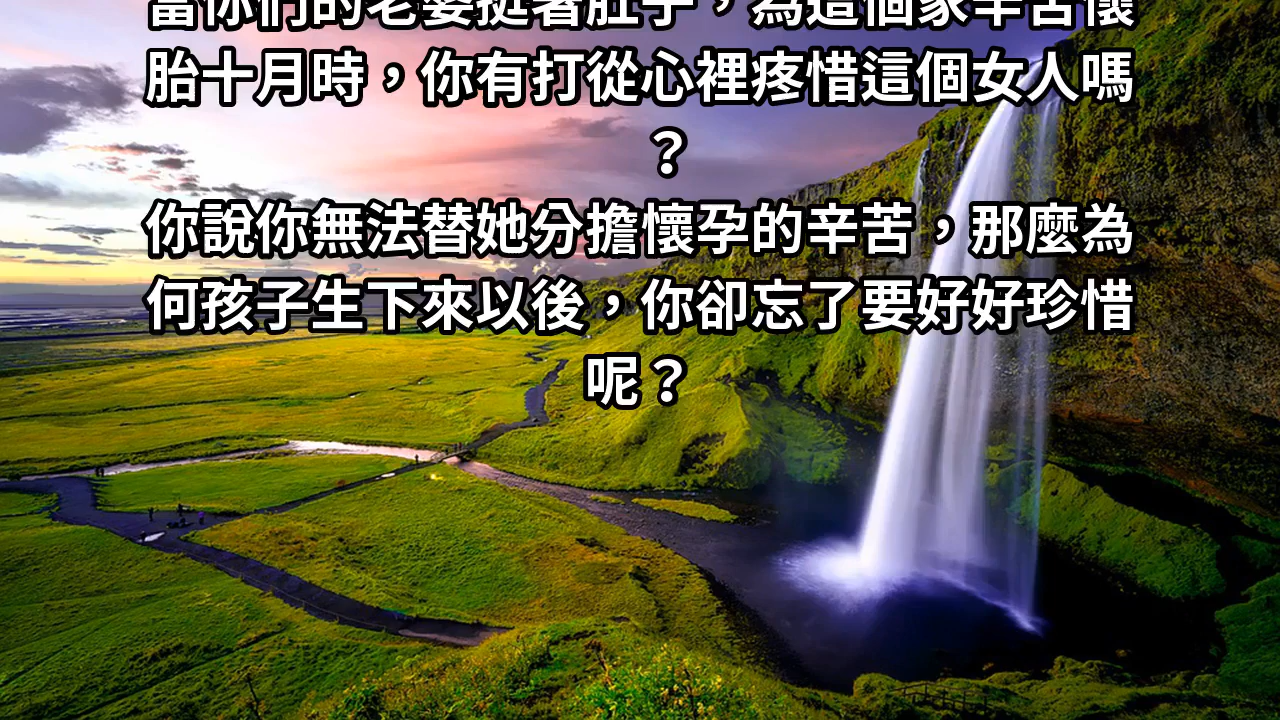 當你們的老婆挺著肚子，為這個家辛苦懷
胎十月時，你有打從心裡疼惜這個女人嗎
？
你說你無法替她分擔懷孕的辛苦，那麼為
何孩子生下來以後，你卻忘了要好好珍惜
呢？